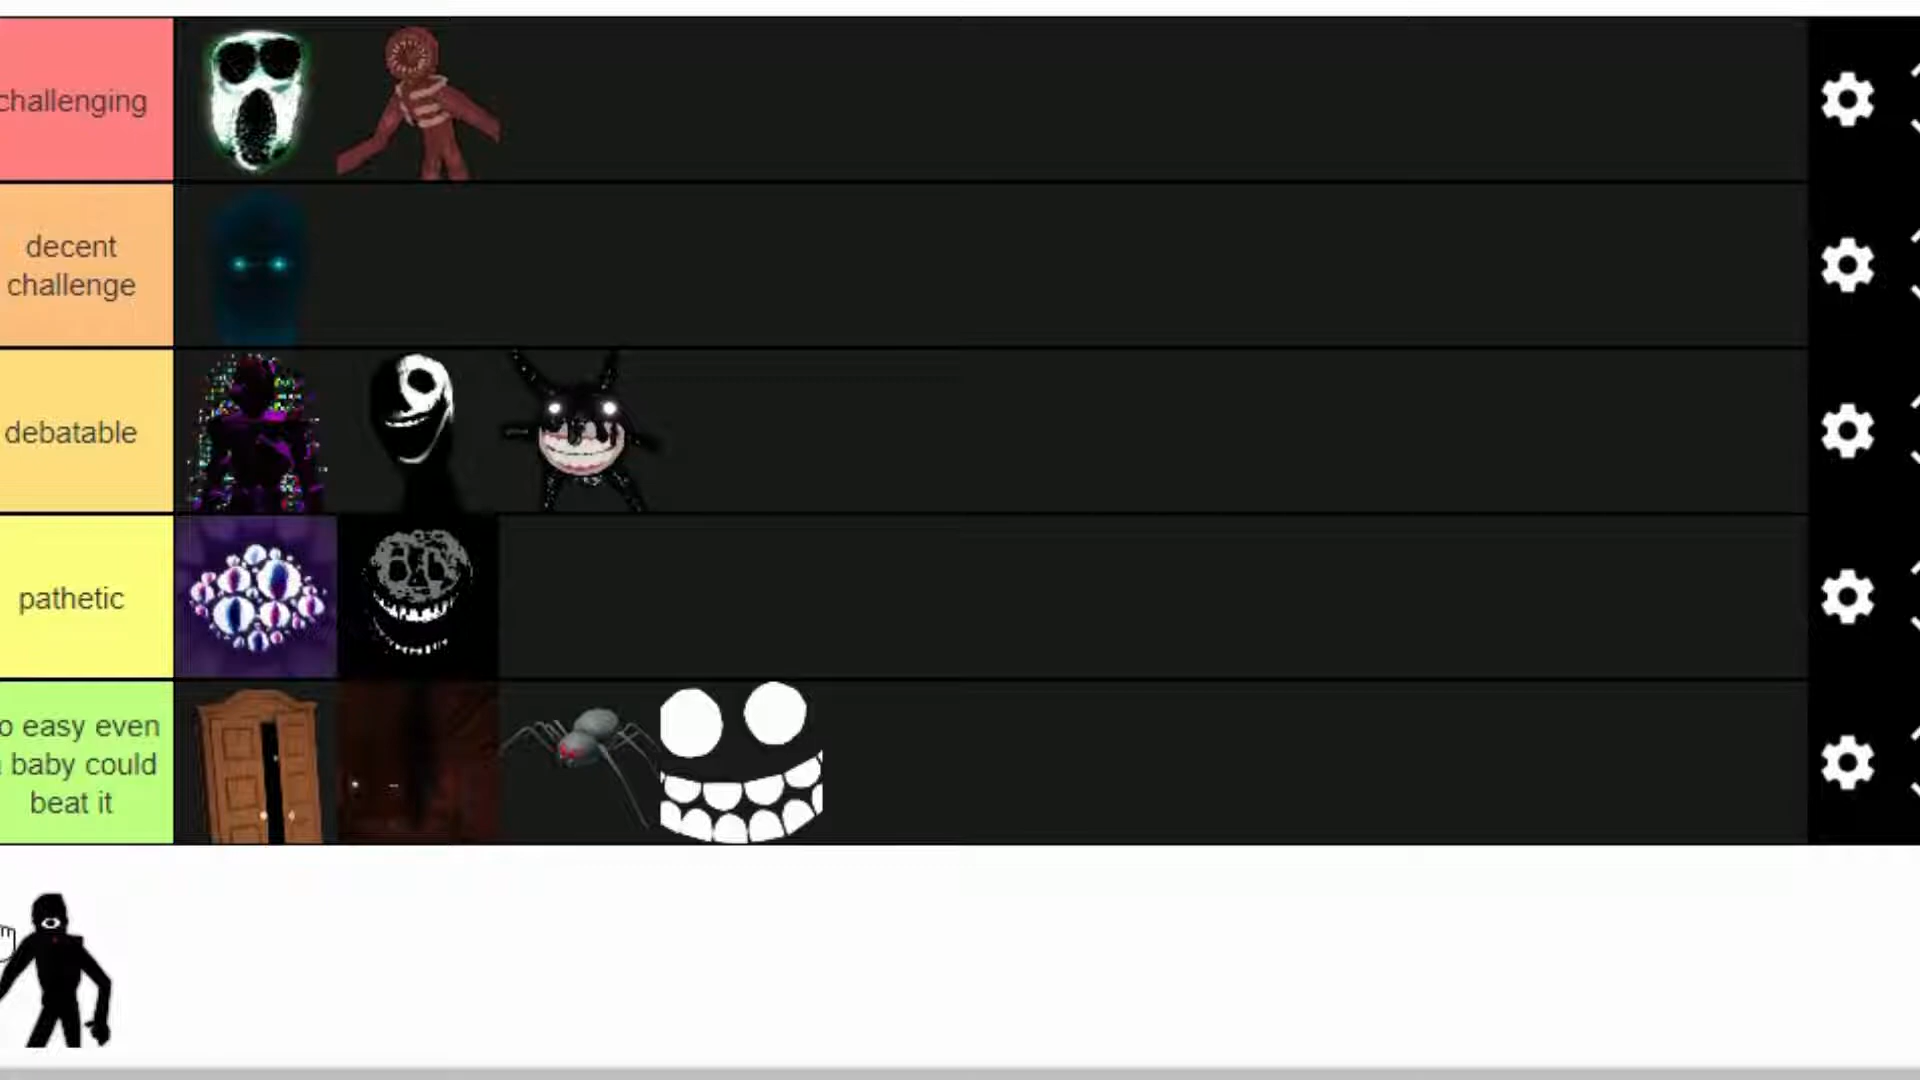 challenging
decent
challenge
debatable
pathetic
o easy even
baby could
beat it